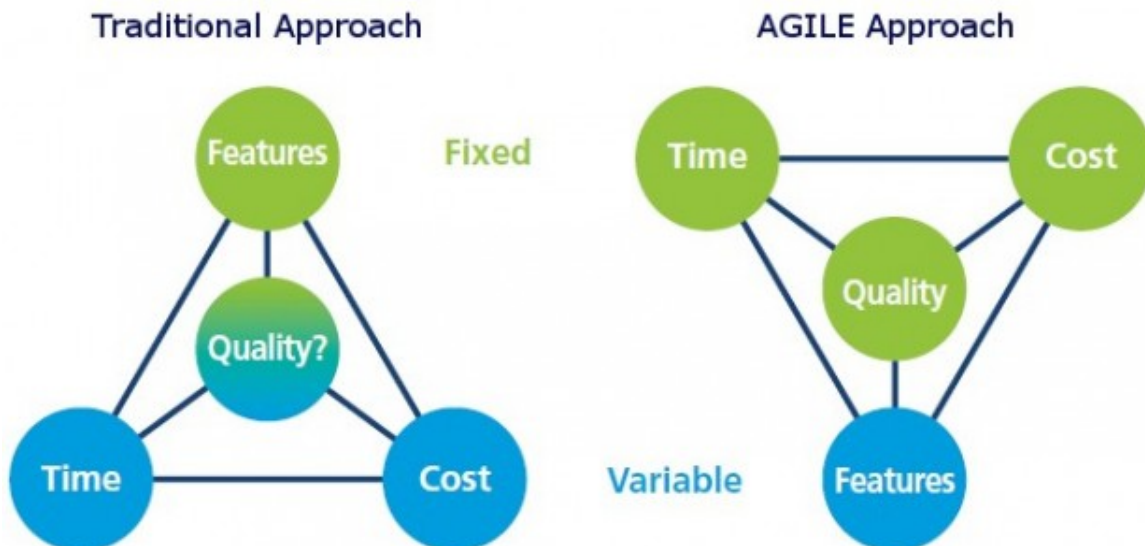 Traditional Approach
AGILE Approach
Features
Fixed
Time
Cost
Quality?
Quality
Time
Cost
Variable
Features